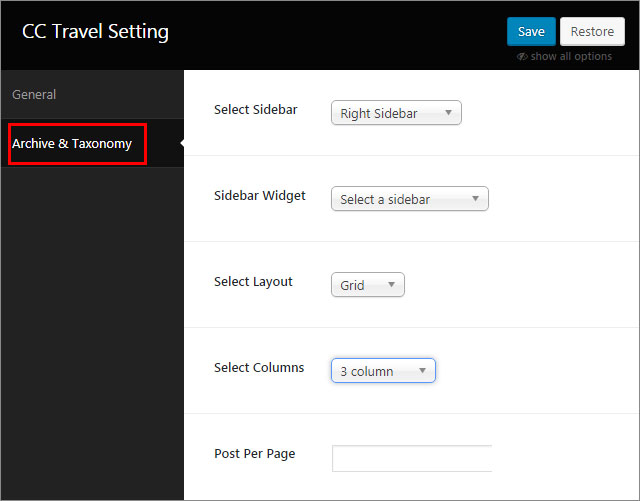 CC Travel Setting
Save
Restore
show all options
General
Archive & Taxonomy
Select Sidebar
Right Sidebar
Sidebar Widget
Select a sidebar
Select Layout
Grid
Select Columns
3 column
Post Per Page